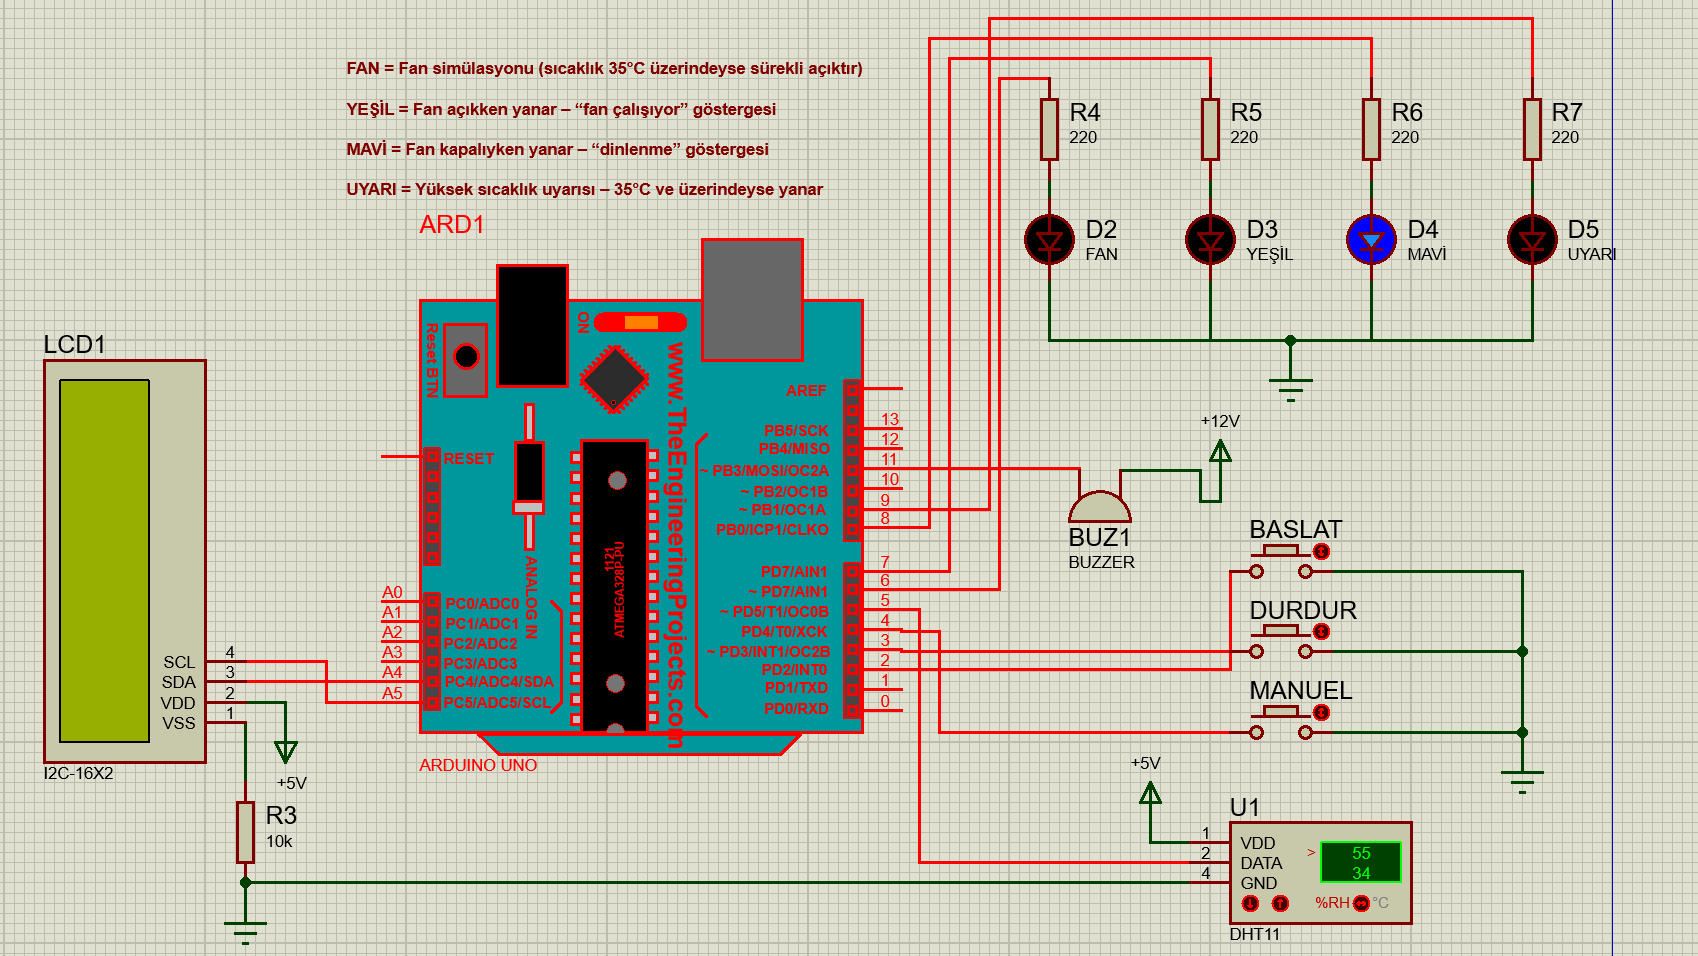 FAN = Fan simülasyonu (sıcaklık 35°C üzerindeyse sürekli açıktır)
YEŞİL = Fan açıkken yanar – “fan çalışıyor” göstergesi
MAVİ = Fan kapalıyken yanar – “dinlenme” göstergesi
UYARI = Yüksek sıcaklık uyarısı – 35°C ve üzerindeyse yanar
R4
220
R5
220
R6
220
R7
220
D2
FAN
D3
YEŞİL
D4
MAVİ
D5
UYARI
ARD1
Reset BTN
ON
www.TheEngineeringProjects.com
ANALOG IN
1121
ATMEGA328P-PU
RESET
A0 PC0/ADC0
A1 PC1/ADC1
A2 PC2/ADC2
A3 PC3/ADC3
A4 PC4/ADC4/SDA
A5 PC5/ADC5/SCL
AREF
PB5/SCK 13
PB4/MISO 12
~ PB3/MOSI/OC2A 11
~ PB2/OC1B 10
~ PB1/OC1A 9
PB0/ICP1/CLKO 8
PD7/AIN1 7
~ PD7/AIN1 6
~ PD5/T1/OC0B 5
PD4/T0/XCK 4
~ PD3/INT1/OC2B 3
PD2/INT0 2
PD1/TXD 1
PD0/RXD 0
ARDUINO UNO
LCD1
SCL 4
SDA 3
VDD 2
VSS 1
I2C-16X2
+5V
R3
10k
+12V
BUZ1
BUZZER
BASLAT
DURDUR
MANUEL
+5V
U1
1 VDD
2 DATA
4 GND
> 55
34
%RH °C
DHT11